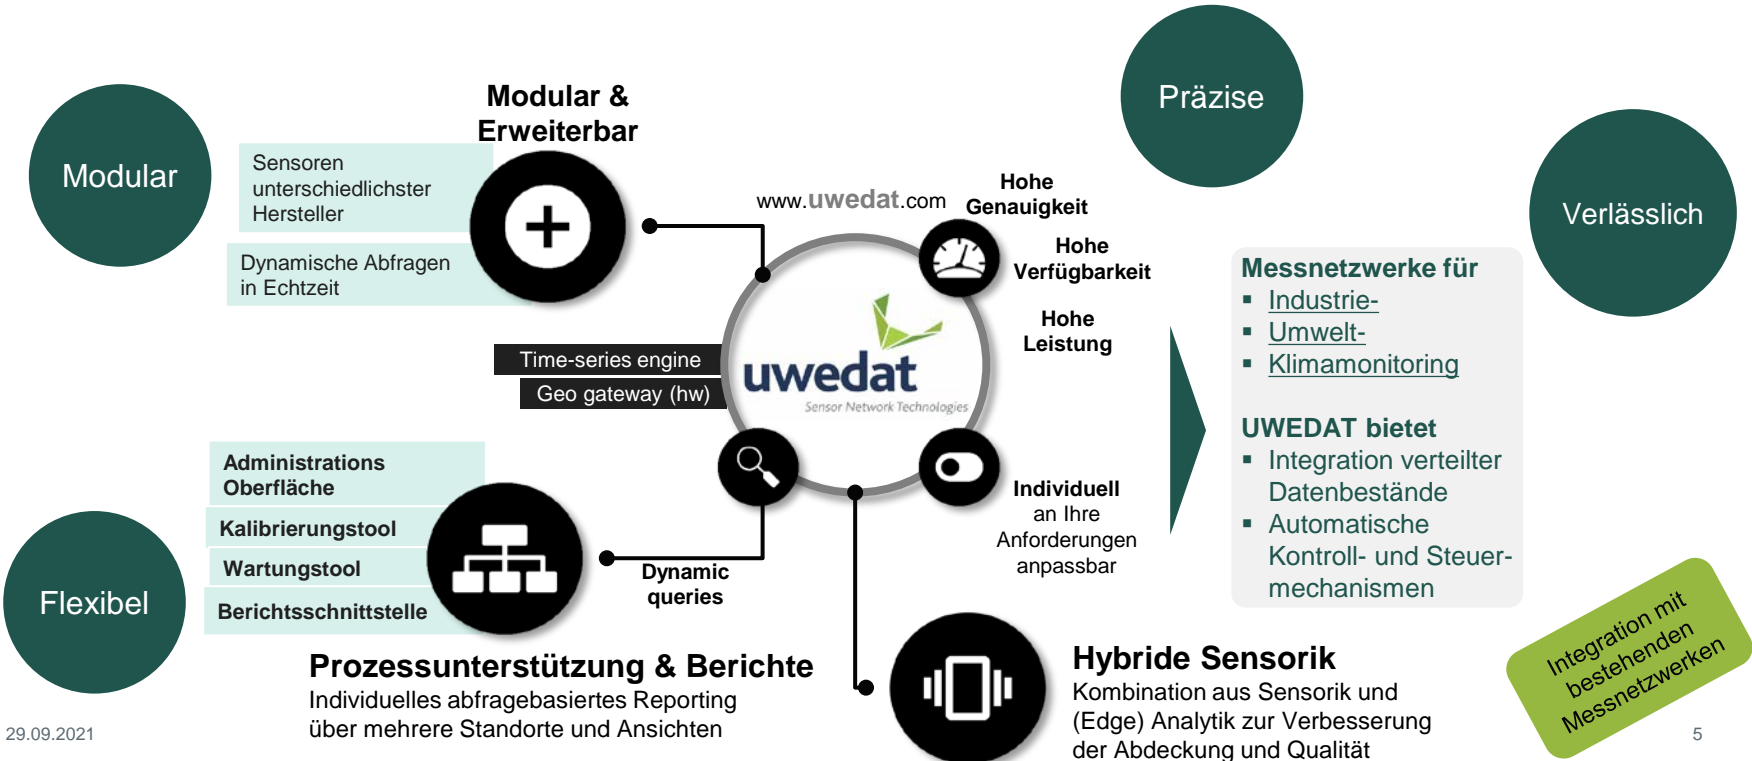 Modular
Modular &
Erweiterbar
Sensoren
unterschiedlichster
Hersteller
Dynamische Abfragen
in Echtzeit
Präzise
Verlässlich
www.uwedat.com
Hohe
Genauigkeit
Hohe
Verfügbarkeit
Hohe
Leistung
Time-series engine
Geo gateway (hw)
uwedat
Sensor Network Technologies
Messnetzwerke für
▪ Industrie-
▪ Umwelt-
▪ Klimamonitoring
UWEDAT bietet
▪ Integration verteilter
Datenbestände
▪ Automatische
Kontroll- und Steuer-
mechanismen
Individuell
an Ihre
Anforderungen
anpassbar
Flexibel
Administrations
Oberfläche
Kalibrierungstool
Wartungstool
Berichtsschnittstelle
Dynamic
queries
Prozessunterstützung & Berichte
Individuelles abfragebasiertes Reporting
über mehrere Standorte und Ansichten
Hybride Sensorik
Kombination aus Sensorik und
(Edge) Analytik zur Verbesserung
der Abdeckung und Qualität
Integration mit
bestehenden
Messnetzwerken
29.09.2021
5